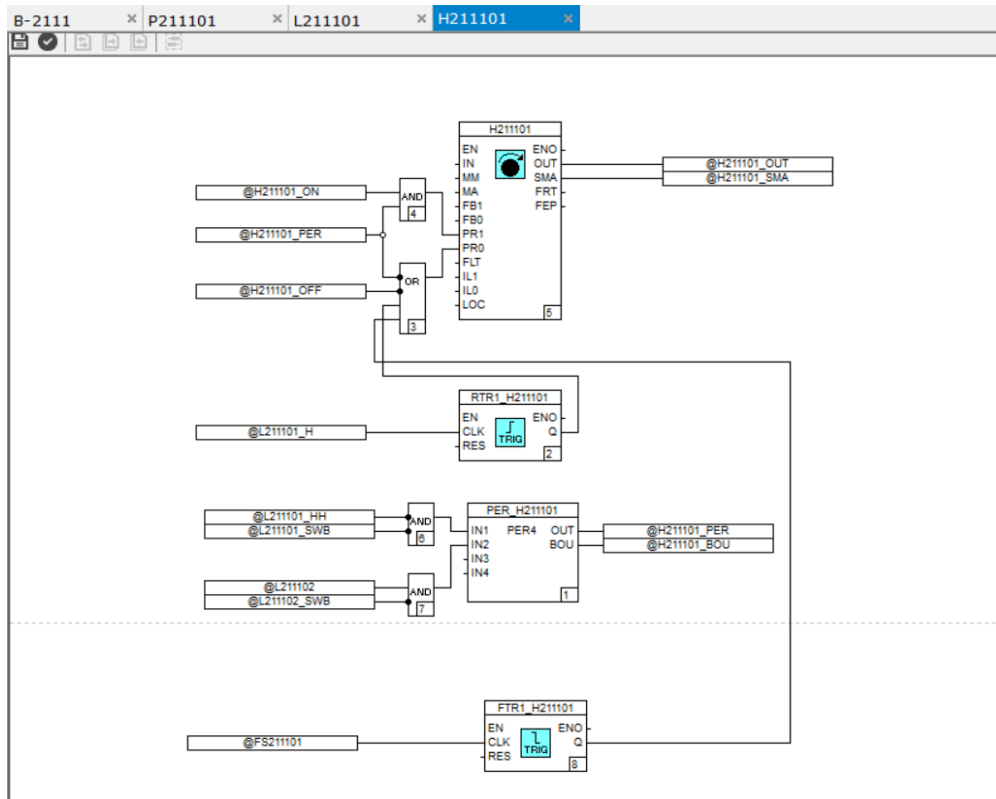 B-2111 × P211101 × L211101 × H211101 ×
H211101
EN ENO
IN OUT @H211101_OUT
MM SMA @H211101_SMA
@H211101_ON AND MA FRT
FB1 FEP
4 FB0
@H211101_PER PR1
PR0
FLT
OR IL1
@H211101_OFF IL0
LOC
5
3
RTR1_H211101
EN ENO
@L211101_H CLK Q
TRIG
RES
2
PER_H211101
@L211101_HH AND
@L211101_SWB IN1 PER4 OUT @H211101_PER
6 IN2 BOU @H211101_BOU
IN3
IN4
@L211102 AND
@L211102_SWB 1
7
FTR1_H211101
EN ENO
@FS211101 CLK Q
TRIG
RES
8